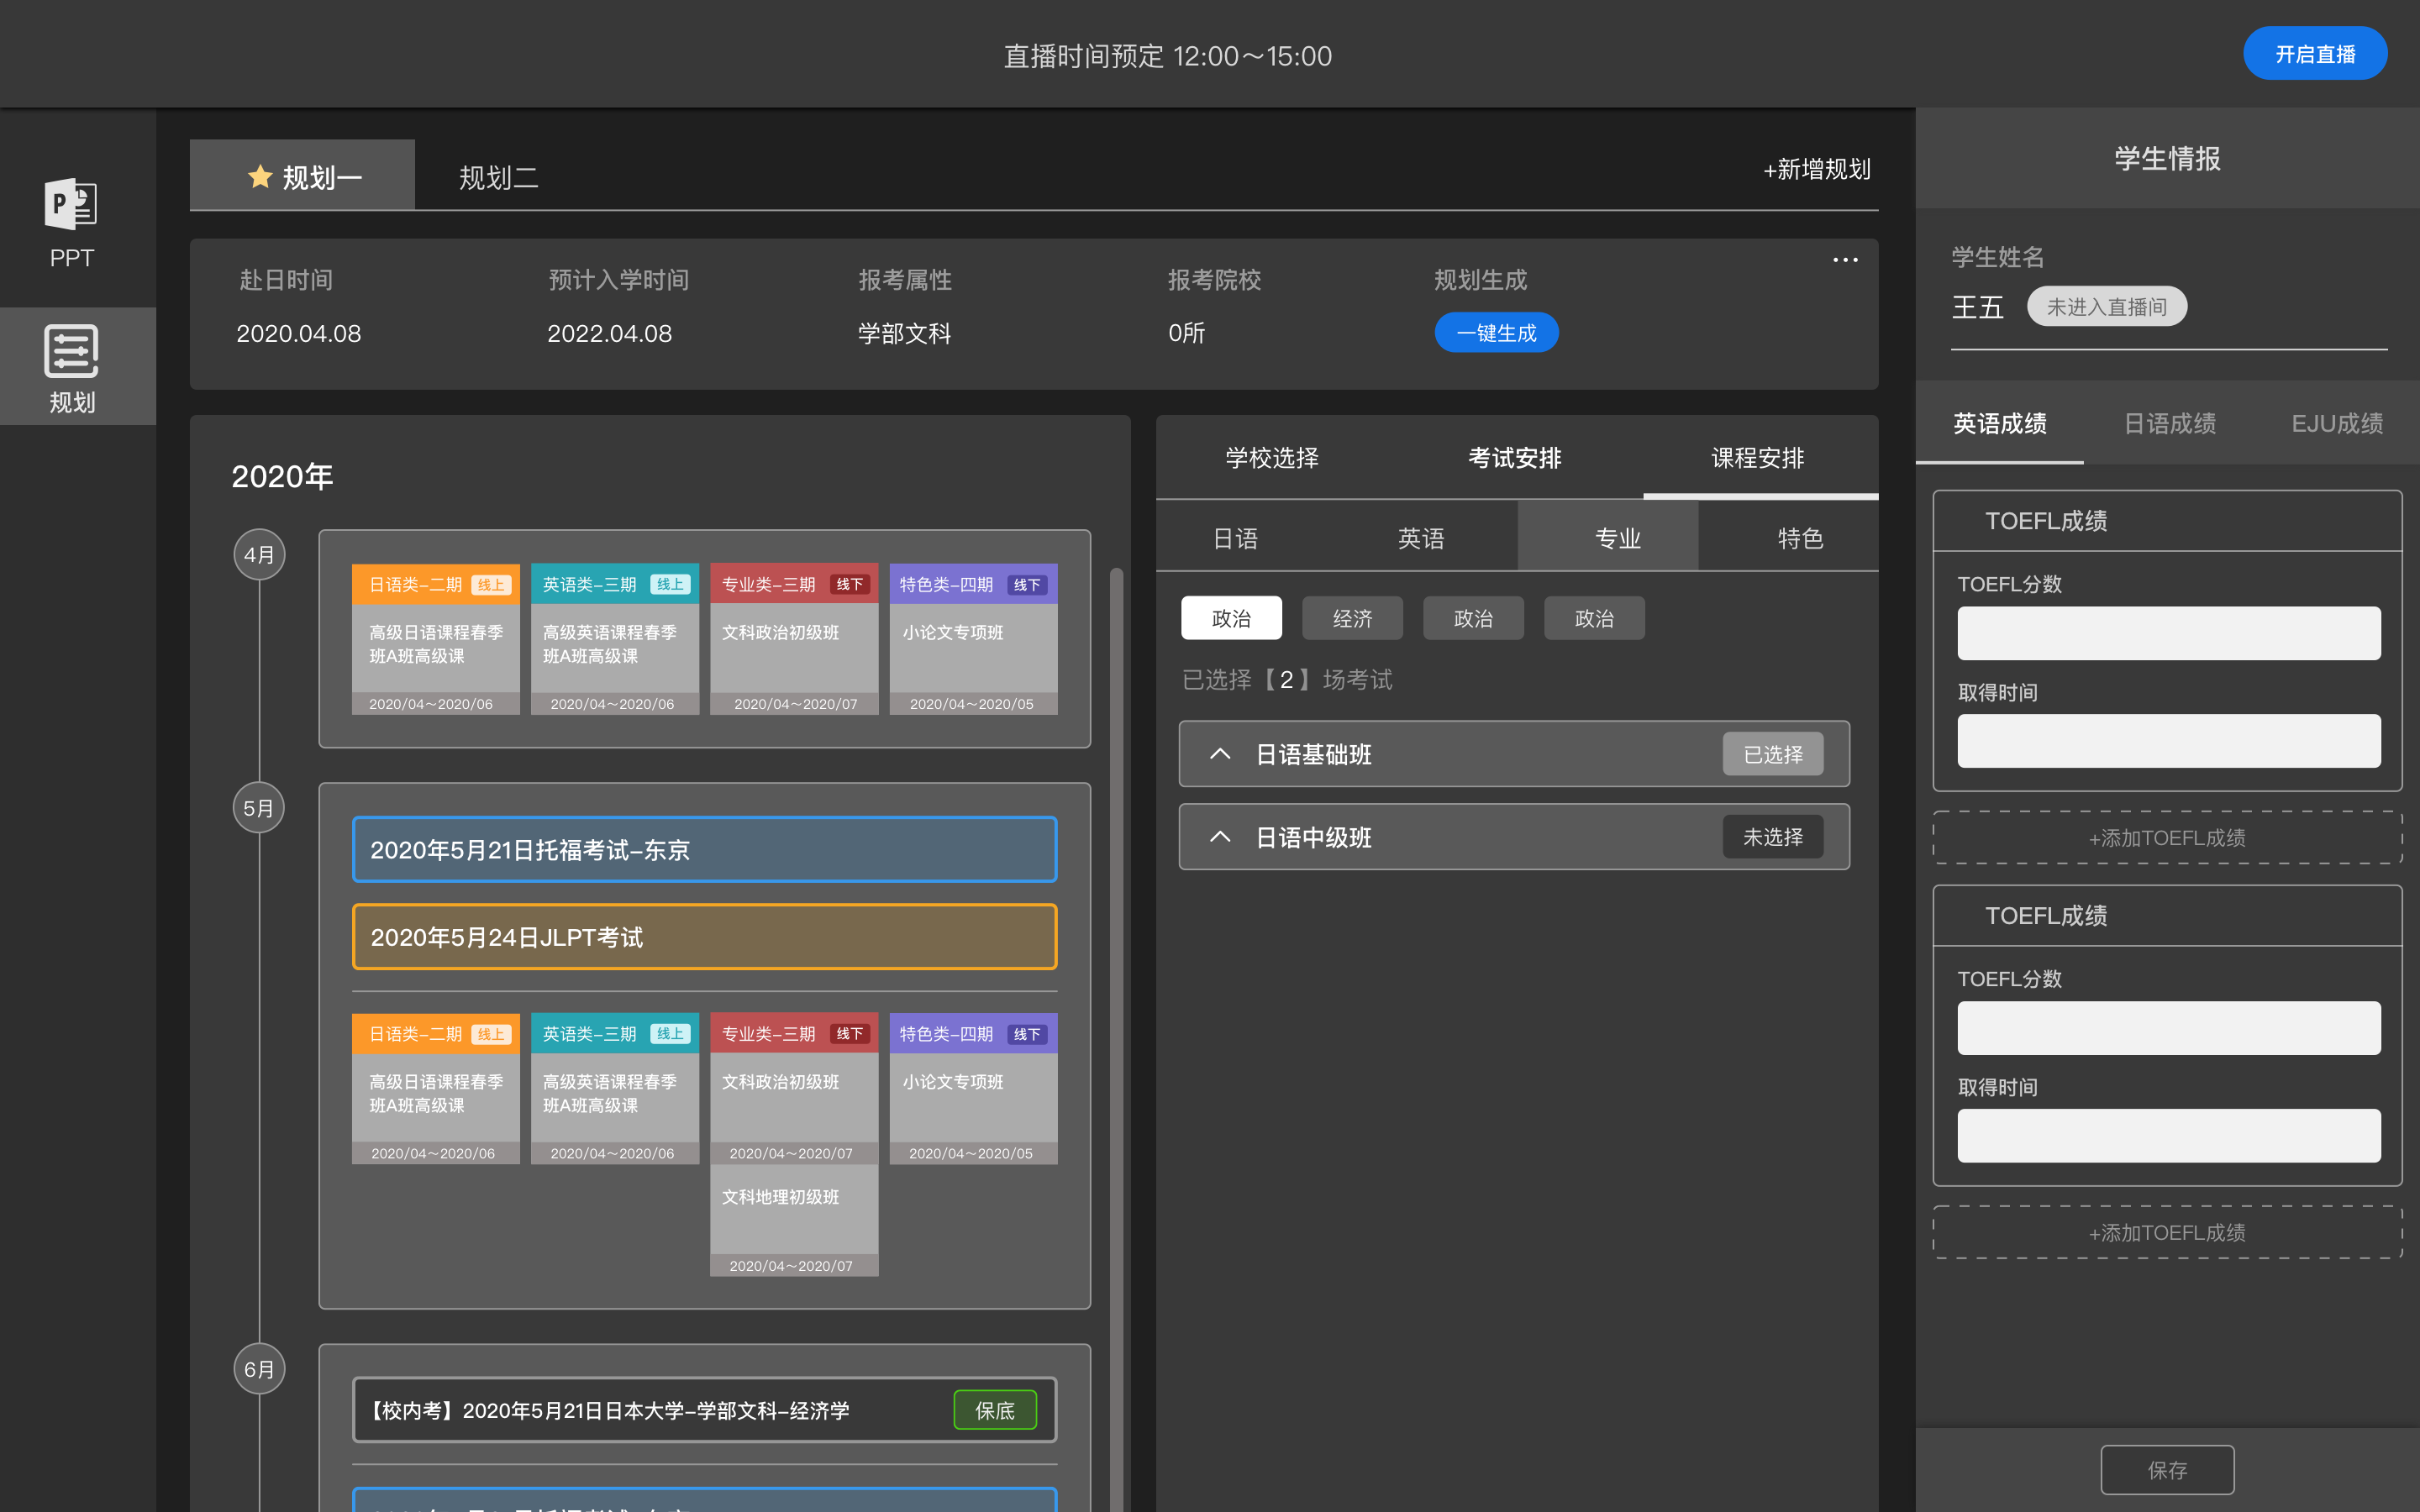 直播时间预定 12:00～15:00
开启直播
PPT
规划
规划一
规划二
+新增规划
赴日时间
预计入学时间
报考属性
报考院校
规划生成
2020.04.08
2022.04.08
学部文科
0所
一键生成
2020年
4月
日语类-二期 线上
英语类-三期 线上
专业类-三期 线下
特色类-四期 线下
高级日语课程春季
班A班高级课
高级英语课程春季
班A班高级课
文科政治初级班
小论文专项班
2020/04～2020/06
2020/04～2020/06
2020/04～2020/07
2020/04～2020/05
5月
2020年5月21日托福考试-东京
2020年5月24日JLPT考试
日语类-二期 线上
英语类-三期 线上
专业类-三期 线下
特色类-四期 线下
高级日语课程春季
班A班高级课
高级英语课程春季
班A班高级课
文科政治初级班
小论文专项班
2020/04～2020/06
2020/04～2020/06
2020/04～2020/07
2020/04～2020/05
文科地理初级班
2020/04～2020/07
6月
【校内考】2020年5月21日日本大学-学部文科-经济学
保底
学校选择
考试安排
课程安排
日语
英语
专业
特色
政治
经济
政治
政治
已选择【2】场考试
日语基础班
已选择
日语中级班
未选择
学生情报
学生姓名
王五
未进入直播间
英语成绩
日语成绩
EJU成绩
TOEFL成绩
TOEFL分数
取得时间
+添加TOEFL成绩
TOEFL成绩
TOEFL分数
取得时间
+添加TOEFL成绩
保存